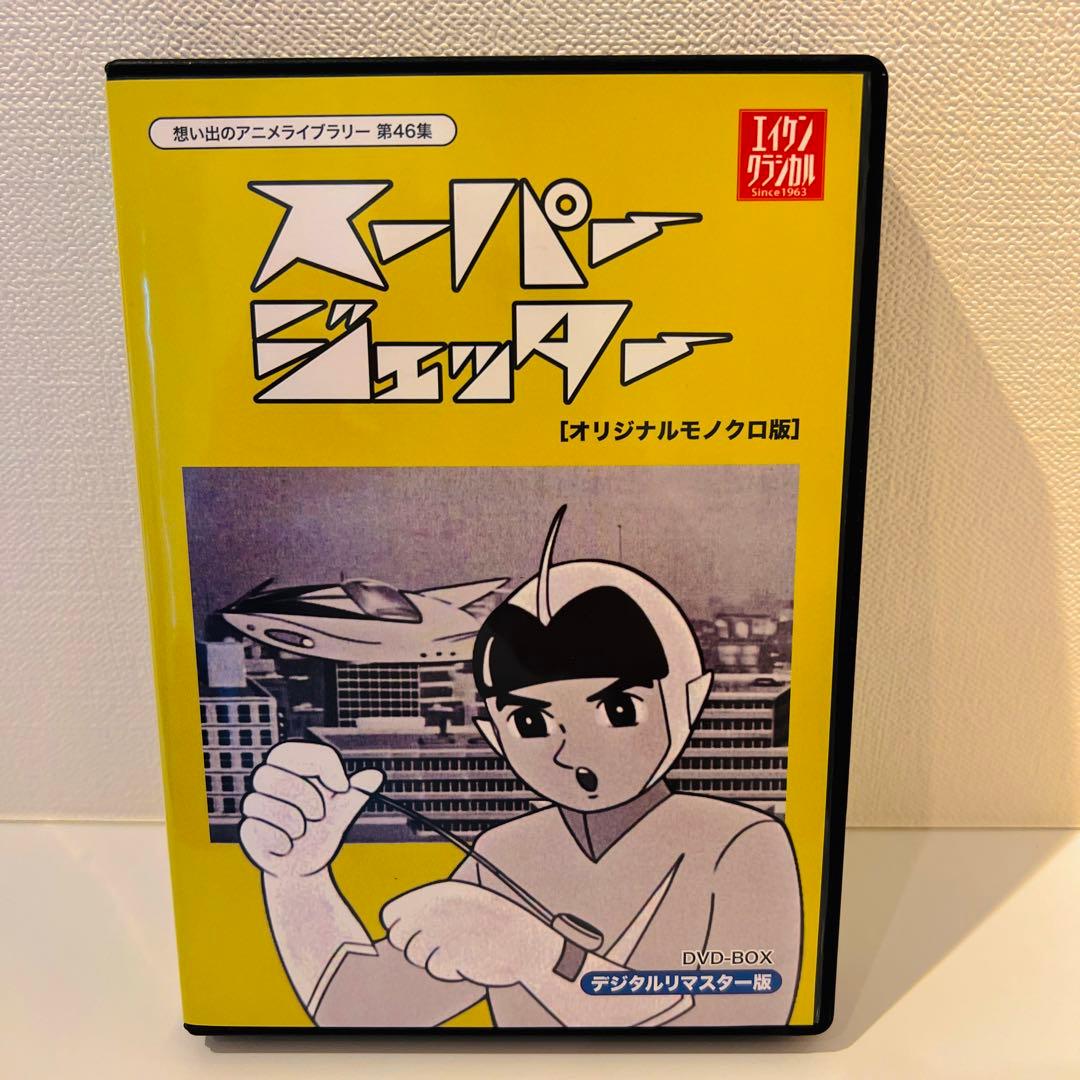 想い出のアニメライブラリー 第46集
エイケン
クラシカル
Since1963
スーパー
ジェッター
[オリジナルモノクロ版]
DVD-BOX
デジタルリマスター版